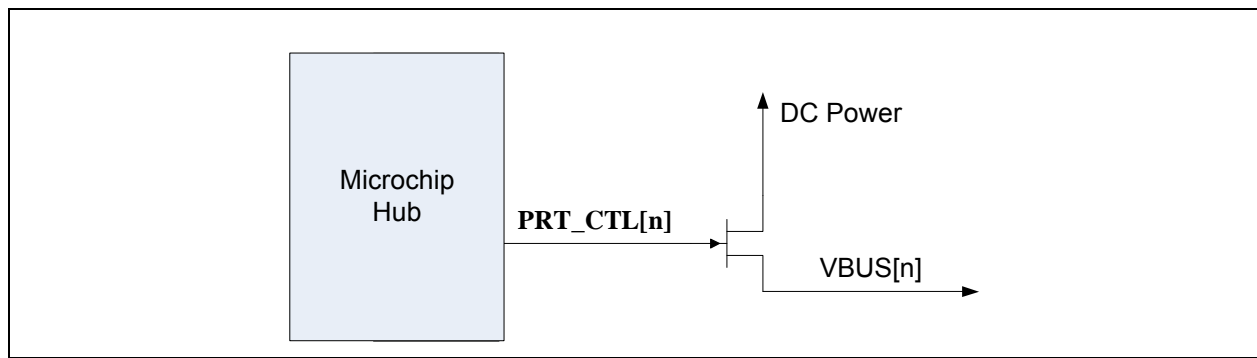 Microchip
Hub
PRT_CTL[n]
DC Power
VBUS[n]